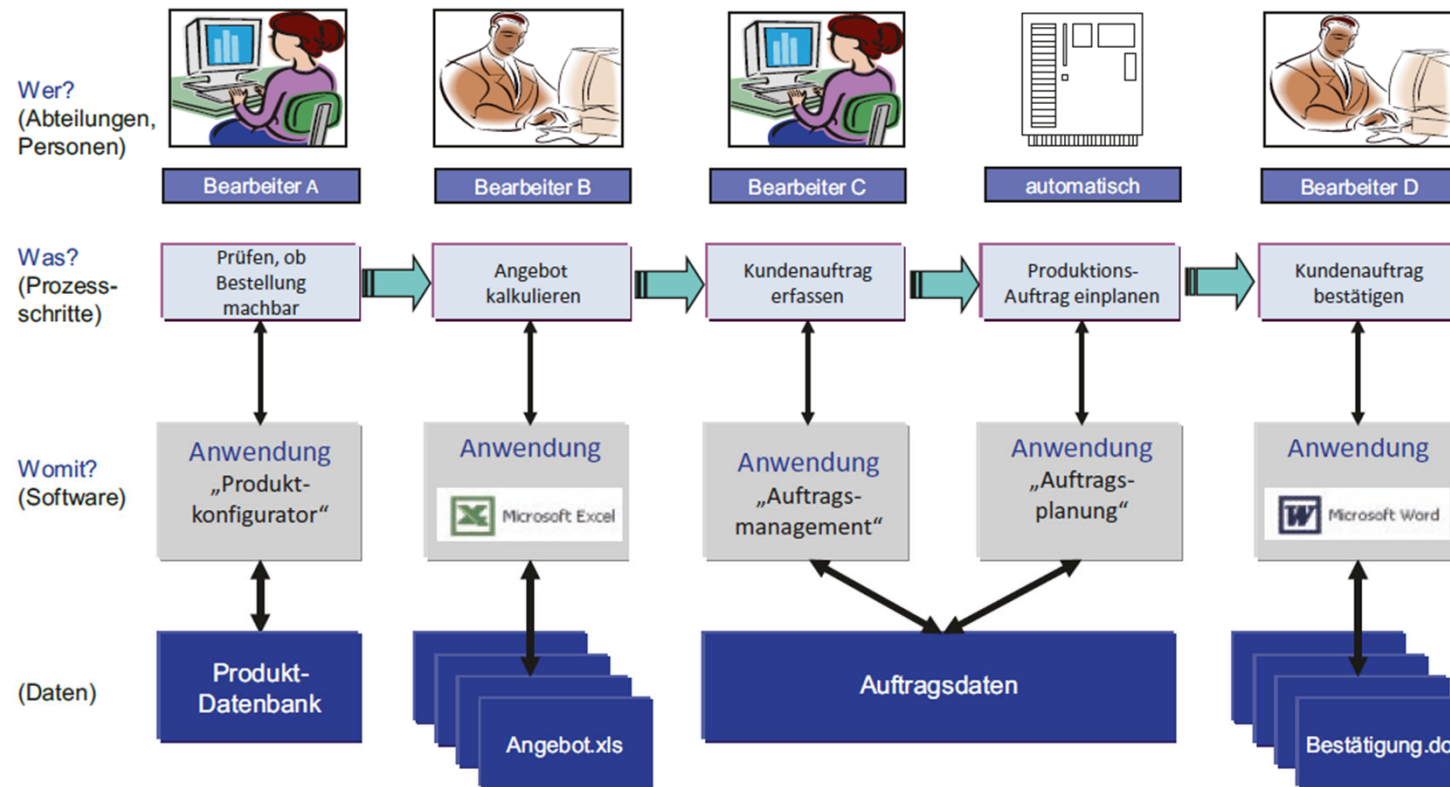 Wer?
(Abteilungen,
Personen)
Bearbeiter A
Bearbeiter B
Bearbeiter C
automatisch
Bearbeiter D
Was?
(Prozess-
schritte)
Prüfen, ob
Bestellung
machbar
Angebot
kalkulieren
Kundenauftrag
erfassen
Produktions-
Auftrag einplanen
Kundenauftrag
bestätigen
Womit?
(Software)
Anwendung
„Produkt-
konfigurator“
Anwendung
Microsoft Excel
Anwendung
„Auftrags-
management“
Anwendung
„Auftrags-
planung“
Anwendung
Microsoft Word
(Daten)
Produkt-
Datenbank
Angebot.xls
Auftragsdaten
Bestätigung.do